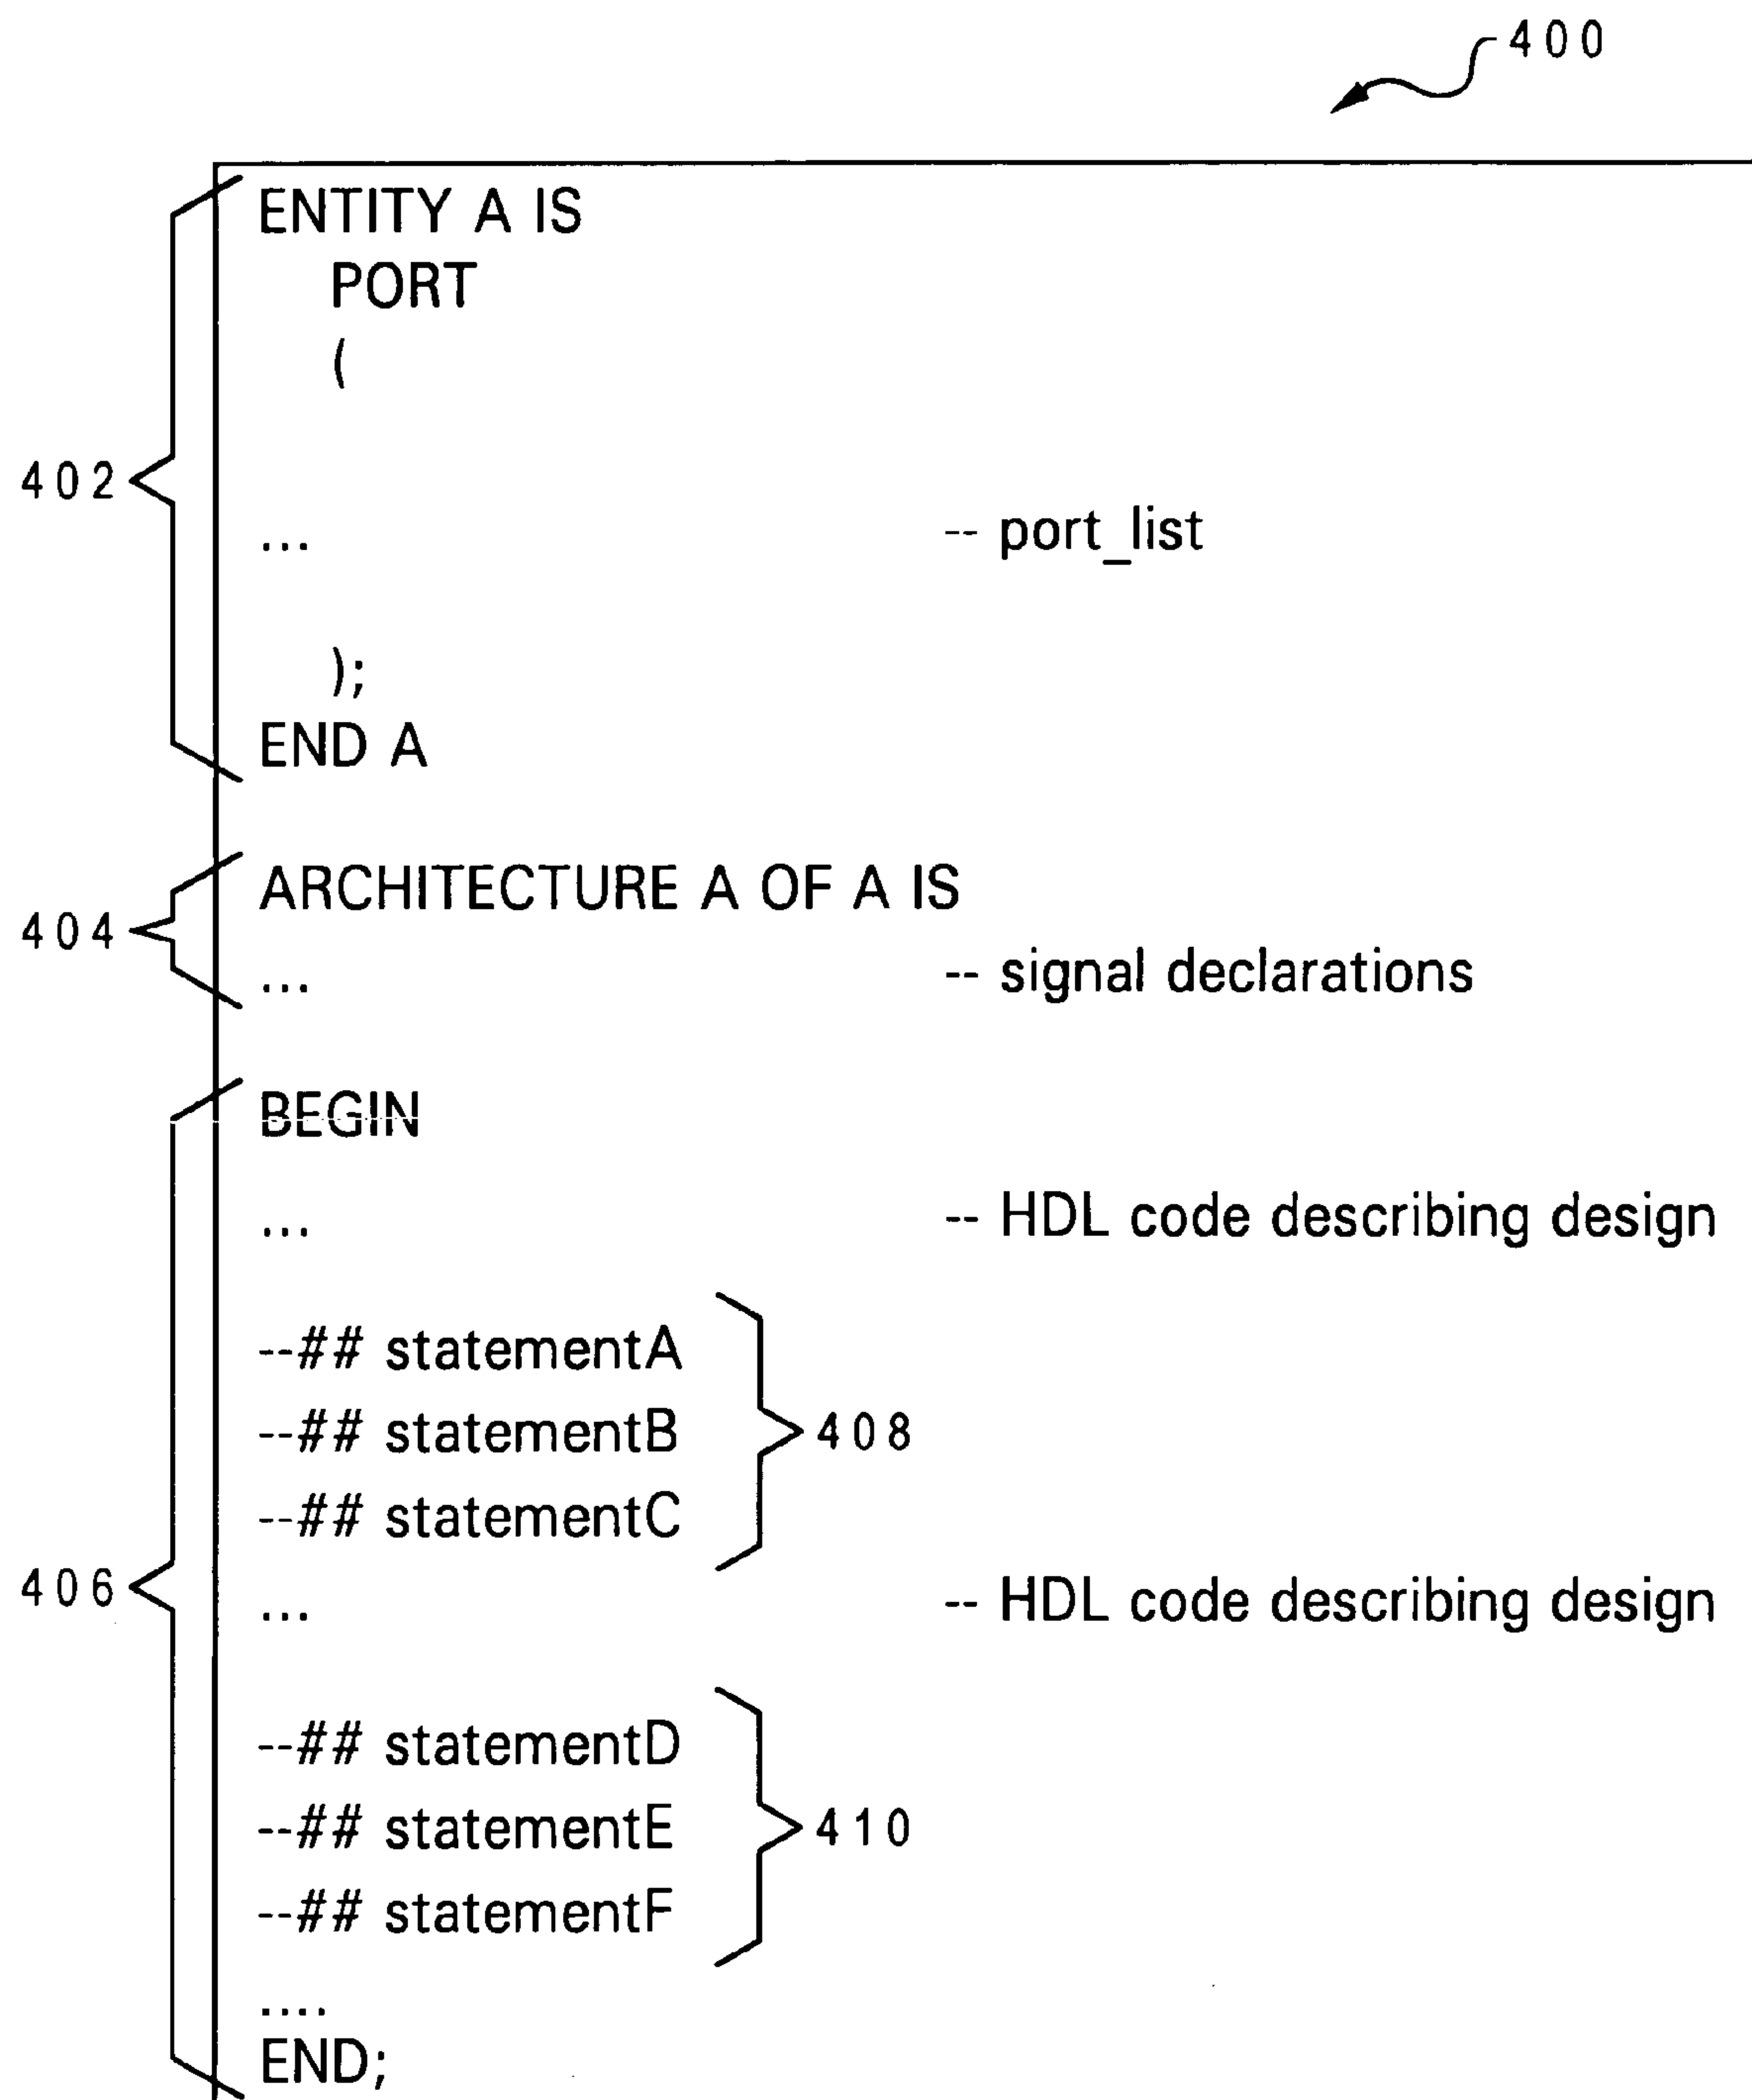 400
ENTITY A IS
PORT
(
402
... -- port_list
);
END A
ARCHITECTURE A OF A IS
404
... -- signal declarations
BEGIN
... -- HDL code describing design
--## statementA
--## statementB 408
--## statementC
406
... -- HDL code describing design
--## statementD
--## statementE 410
--## statementF
....
END;